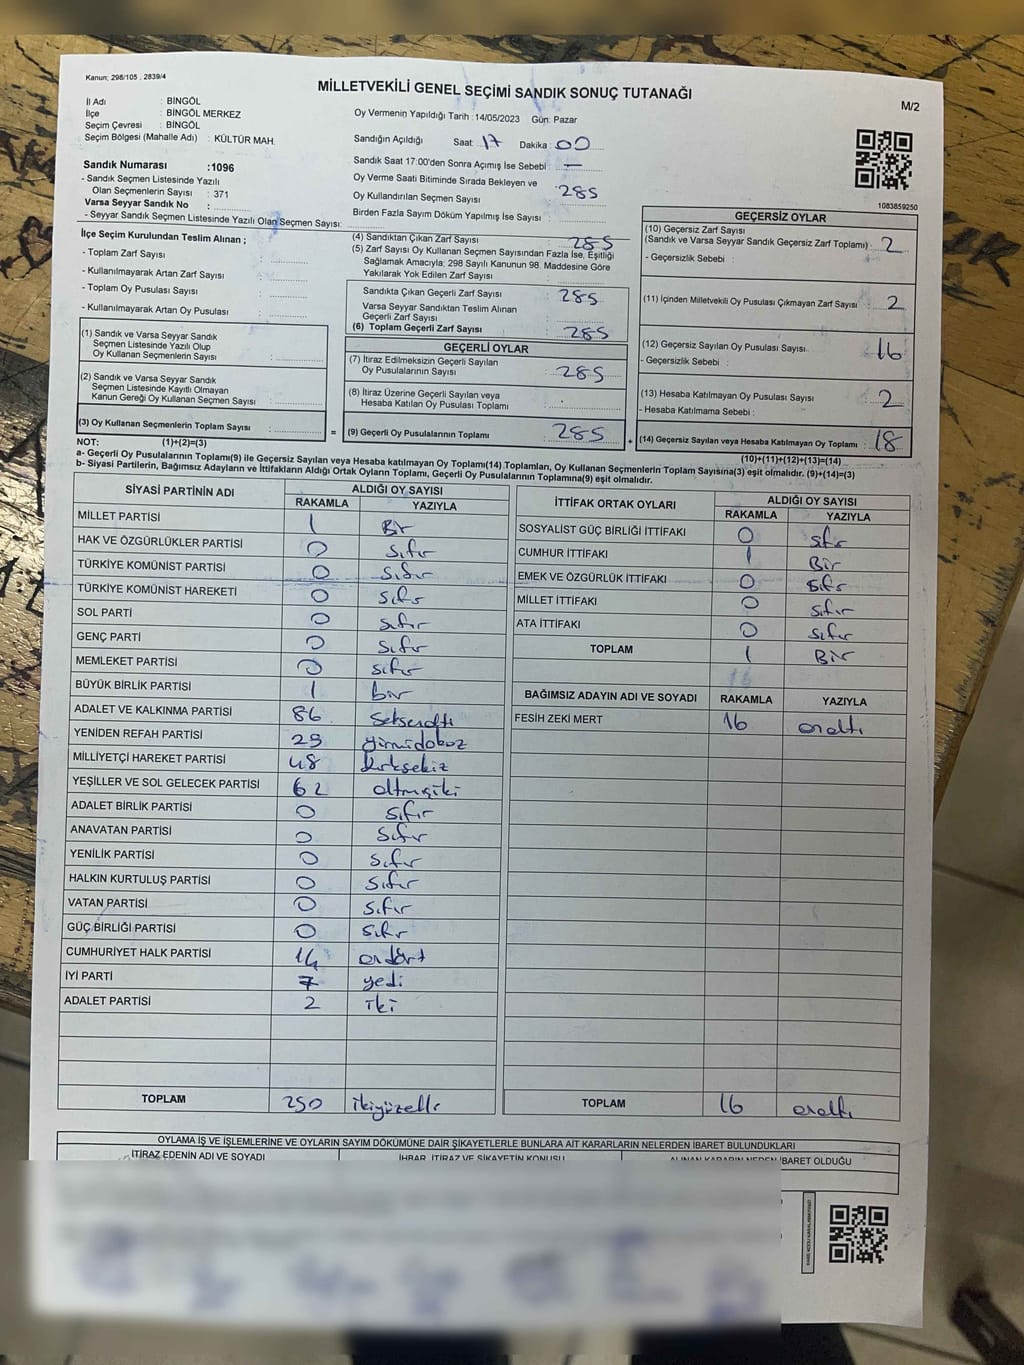 Kanun; 298/105 , 2839/4
MİLLETVEKİLİ GENEL SEÇİMİ SANDIK SONUÇ TUTANAĞI
M/2
İl Adı : BİNGÖL
İlçe : BİNGÖL MERKEZ
Seçim Çevresi : BİNGÖL
Seçim Bölgesi (Mahalle Adı) : KÜLTÜR MAH.
Sandık Numarası :1096
- Sandık Seçmen Listesinde Yazılı
Olan Seçmenlerin Sayısı : 371
Varsa Seyyar Sandık No :
- Seyyar Sandık Seçmen Listesinde Yazılı Olan Seçmen Sayısı:
Oy Vermenin Yapıldığı Tarih :14/05/2023 Gün: Pazar
Sandığın Açıldığı Saat: 17 Dakika: 00
Sandık Saat 17:00'den Sonra Açımış İse Sebebi : —
Oy Verme Saati Bitiminde Sırada Bekleyen ve
Oy Kullandırılan Seçmen Sayısı : 285
Birden Fazla Sayım Döküm Yapılmış İse Sayısı :
1083859250
İlçe Seçim Kurulundan Teslim Alınan ;
- Toplam Zarf Sayısı :
- Kullanılmayarak Artan Zarf Sayısı :
- Toplam Oy Pusulası Sayısı :
- Kullanılmayarak Artan Oy Pusulası :
(1) Sandık ve Varsa Seyyar Sandık
Seçmen Listesinde Yazılı Olup
Oy Kullanan Seçmenlerin Sayısı :
(2) Sandık ve Varsa Seyyar Sandık
Seçmen Listesinde Kayıtlı Olmayan
Kanun Gereği Oy Kullanan Seçmen Sayısı :
(3) Oy Kullanan Seçmenlerin Toplam Sayısı :
(4) Sandıktan Çıkan Zarf Sayısı : 285
(5) Zarf Sayısı Oy Kullanan Seçmen Sayısından Fazla İse, Eşitliği
Sağlamak Amacıyla; 298 Sayılı Kanunun 98. Maddesine Göre
Yakılarak Yok Edilen Zarf Sayısı :
Sandıkta Çıkan Geçerli Zarf Sayısı : 285
Varsa Seyyar Sandıktan Teslim Alınan
Geçerli Zarf Sayısı :
(6) Toplam Geçerli Zarf Sayısı : 285
GEÇERLİ OYLAR
(7) İtiraz Edilmeksizin Geçerli Sayılan
Oy Pusulalarının Sayısı : 285
(8) İtiraz Üzerine Geçerli Sayılan veya
Hesaba Katılan Oy Pusulası Toplamı :
= (9) Geçerli Oy Pusulalarının Toplamı : 285 +
GEÇERSİZ OYLAR
(10) Geçersiz Zarf Sayısı
(Sandık ve Varsa Seyyar Sandık Geçersiz Zarf Toplamı) : 2
- Geçersizlik Sebebi :
(11) İçinden Milletvekili Oy Pusulası Çıkmayan Zarf Sayısı : 2
(12) Geçersiz Sayılan Oy Pusulası Sayısı : 16
- Geçersizlik Sebebi :
(13) Hesaba Katılmayan Oy Pusulası Sayısı : 2
- Hesaba Katılmama Sebebi :
(14) Geçersiz Sayılan veya Hesaba Katılmayan Oy Toplamı : 18
NOT: (1)+(2)=(3)
(10)+(11)+(12)+(13)=(14)
a- Geçerli Oy Pusulaları Toplamı(9) ile Geçersiz Sayılan veya Hesaba katılmayan Oy Toplamı(14) Toplamları, Oy Kullanan Seçmenlerin Toplam Sayısına(3) eşit olmalıdır. (9)+(14)=(3)
b- Siyasi Partilerin, Bağımsız Adayların ve İttifakların Aldığı Ortak Oyların Toplamı, Geçerli Oy Pusulalarının Toplamına(9) eşit olmalıdır.
SİYASİ PARTİNİN ADI ALDIĞI OY SAYISI
RAKAMLA YAZIYLA
MİLLET PARTİSİ 1 Bir
HAK VE ÖZGÜRLÜKLER PARTİSİ 0 sıfır
TÜRKİYE KOMÜNİST PARTİSİ 0 sıfır
TÜRKİYE KOMÜNİST HAREKETİ 0 sıfır
SOL PARTİ 0 sıfır
GENÇ PARTİ 0 sıfır
MEMLEKET PARTİSİ 0 sıfır
BÜYÜK BİRLİK PARTİSİ 1 bir
ADALET VE KALKINMA PARTİSİ 86 seksenaltı
YENİDEN REFAH PARTİSİ 29 yirmidokuz
MİLLİYETÇİ HAREKET PARTİSİ 48 kırksekiz
YEŞİLLER VE SOL GELECEK PARTİSİ 62 altmışiki
ADALET BİRLİK PARTİSİ 0 sıfır
ANAVATAN PARTİSİ 0 sıfır
YENİLİK PARTİSİ 0 sıfır
HALKIN KURTULUŞ PARTİSİ 0 sıfır
VATAN PARTİSİ 0 sıfır
GÜÇ BİRLİĞİ PARTİSİ 0 sıfır
CUMHURİYET HALK PARTİSİ 14 ondört
İYİ PARTİ 7 yedi
ADALET PARTİSİ 2 iki
TOPLAM 250 ikiyüzelli
İTTİFAK ORTAK OYLARI ALDIĞI OY SAYISI
RAKAMLA YAZIYLA
SOSYALİST GÜÇ BİRLİĞİ İTTİFAKI 0 sıfır
CUMHUR İTTİFAKI 1 Bir
EMEK VE ÖZGÜRLÜK İTTİFAKI 0 sıfır
MİLLET İTTİFAKI 0 sıfır
ATA İTTİFAKI 0 sıfır
TOPLAM 1 Bir
BAĞIMSIZ ADAYIN ADI VE SOYADI RAKAMLA YAZIYLA
FESİH ZEKİ MERT 16 onaltı
TOPLAM 16 onaltı
OYLAMA İŞ VE İŞLEMLERİNE VE OYLARIN SAYIM DÖKÜMÜNE DAİR ŞİKAYETLERLE BUNLARA AİT KARARLARIN NELERDEN İBARET BULUNDUKLARI
İTİRAZ EDENİN ADI VE SOYADI İHBAR, İTİRAZ VE ŞİKAYETİN KONUSU ALINAN KARARIN NEDEN İBARET OLDUĞU